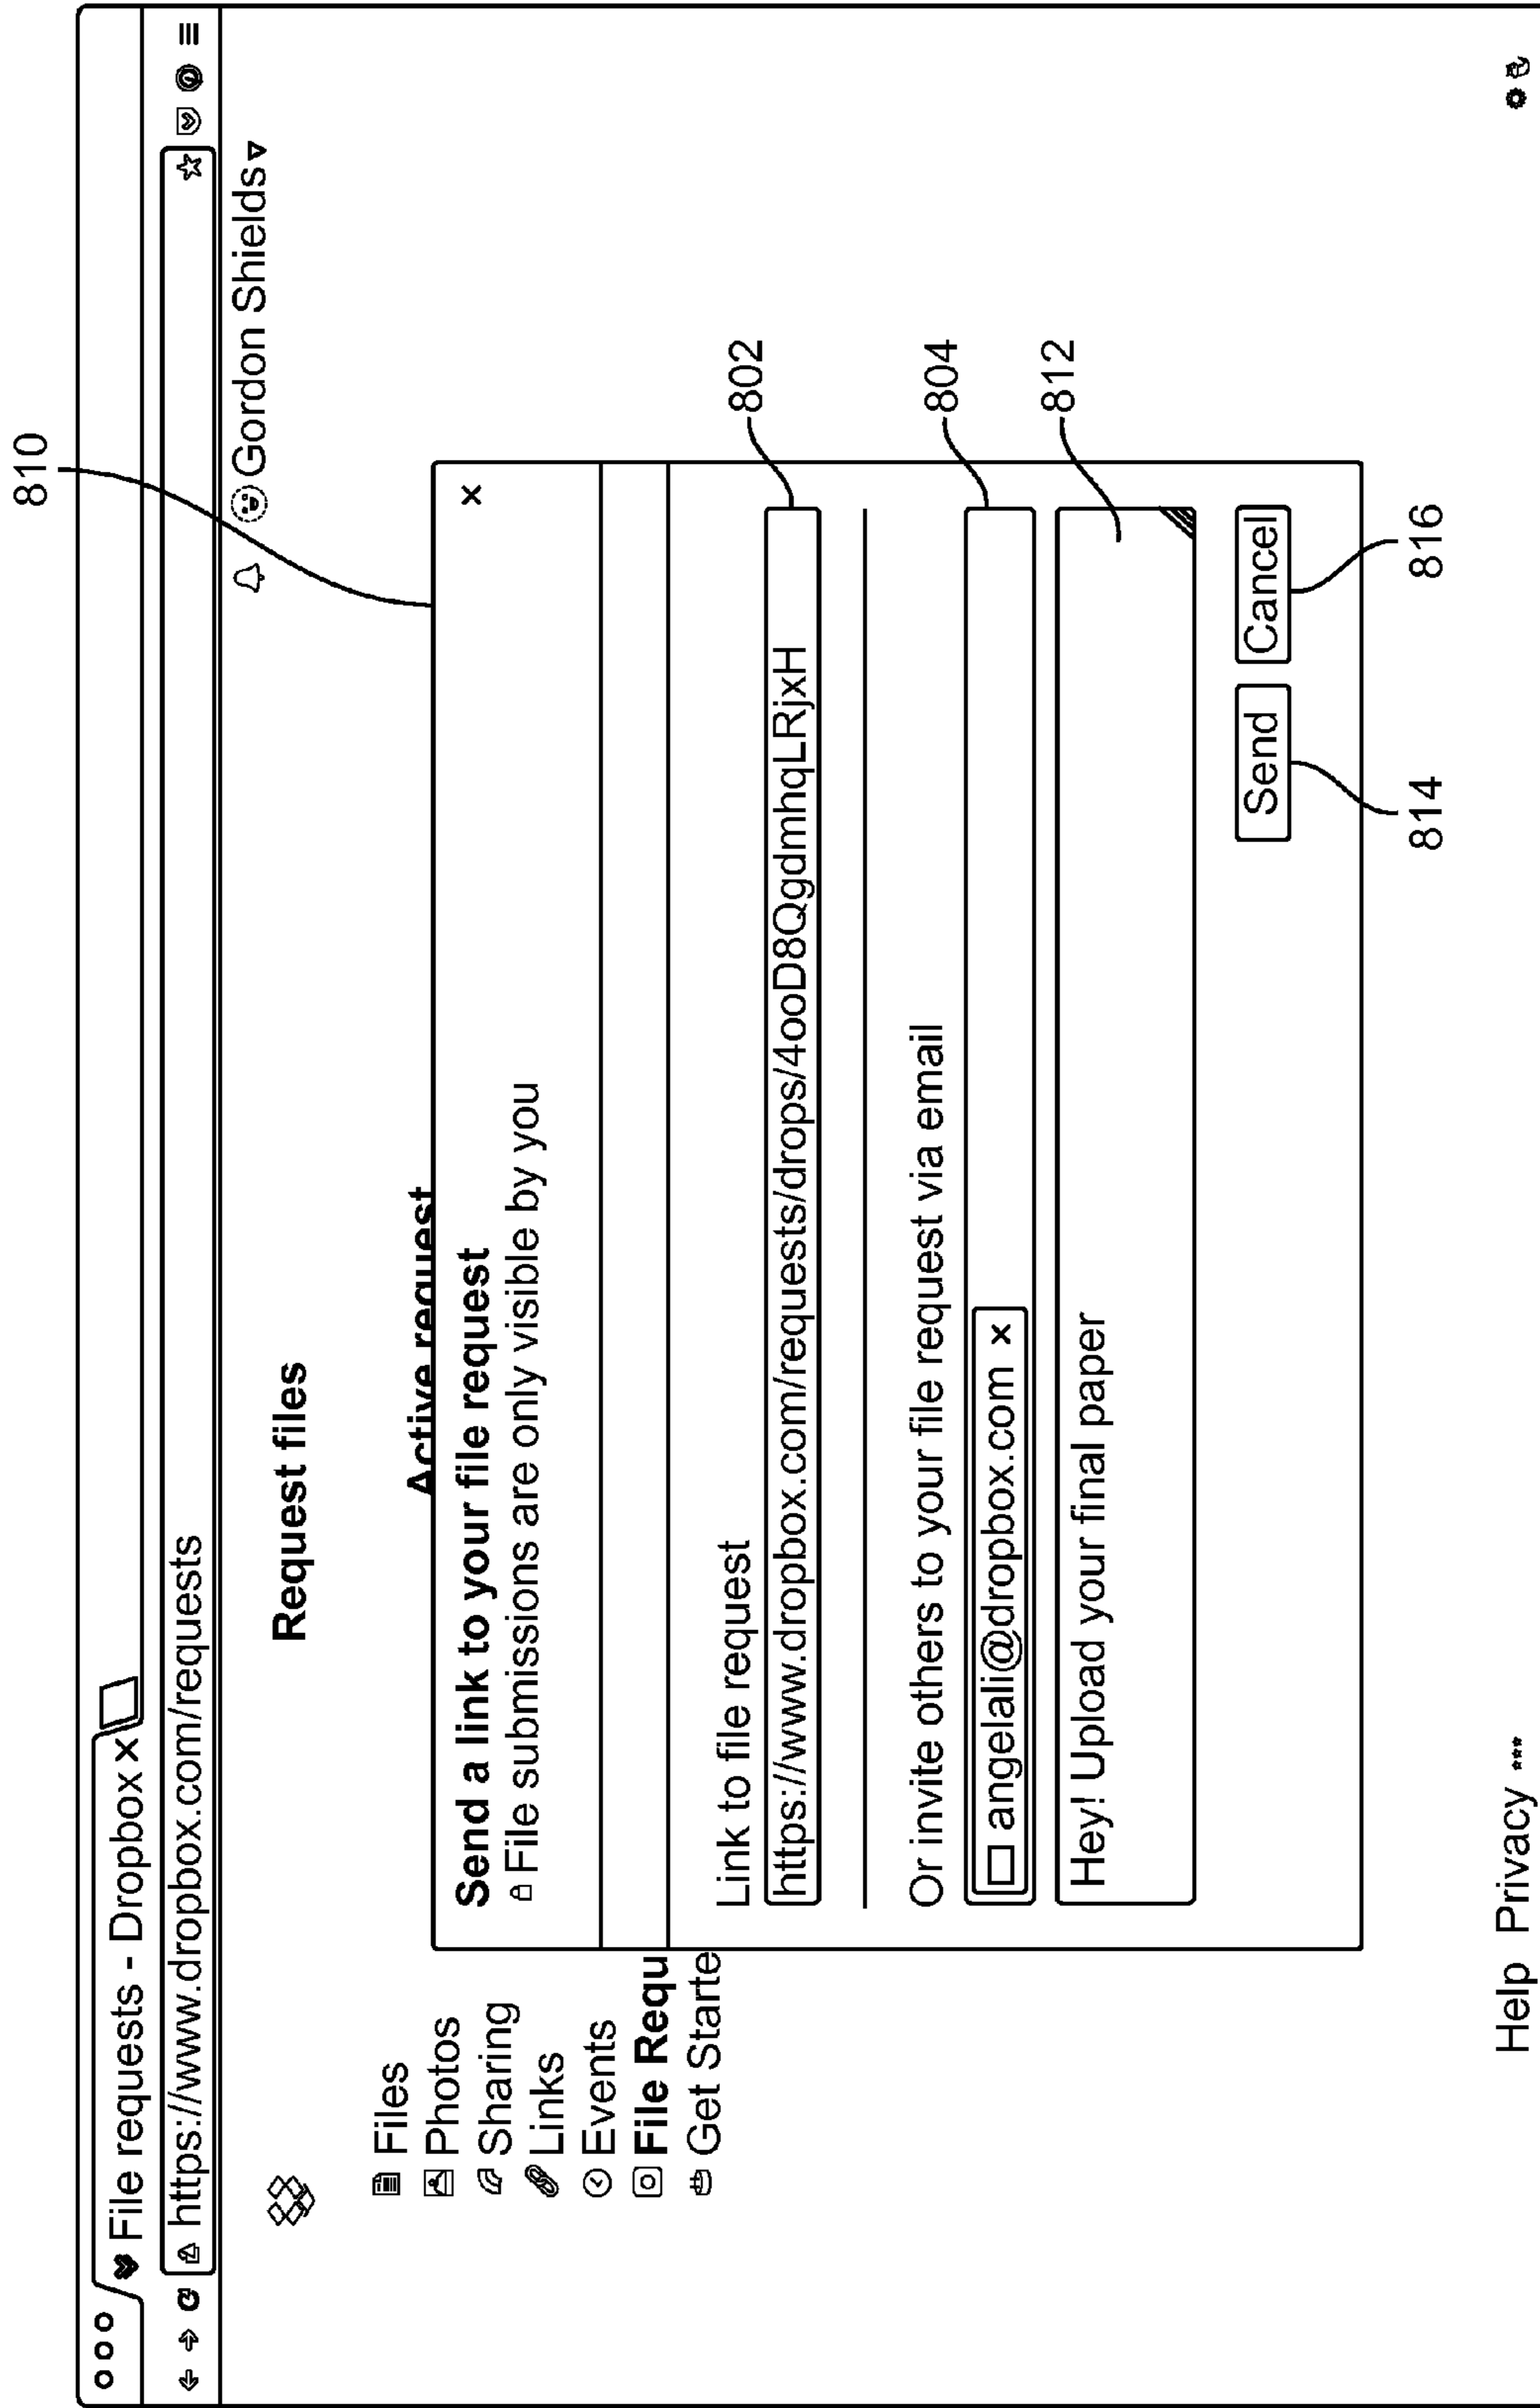 810
File requests - Dropbox x
https://www.dropbox.com/requests
Gordon Shields
Request files
Active request
Files
Photos
Sharing
Links
Events
File Requ
Get Starte
Send a link to your file request
x
File submissions are only visible by you
Link to file request
https://www.dropbox.com/requests/drops/4ooD8QgdmhqLRjxH
802
Or invite others to your file request via email
angelali@dropbox.com x
804
Hey! Upload your final paper
812
Send
Cancel
814
816
Help Privacy